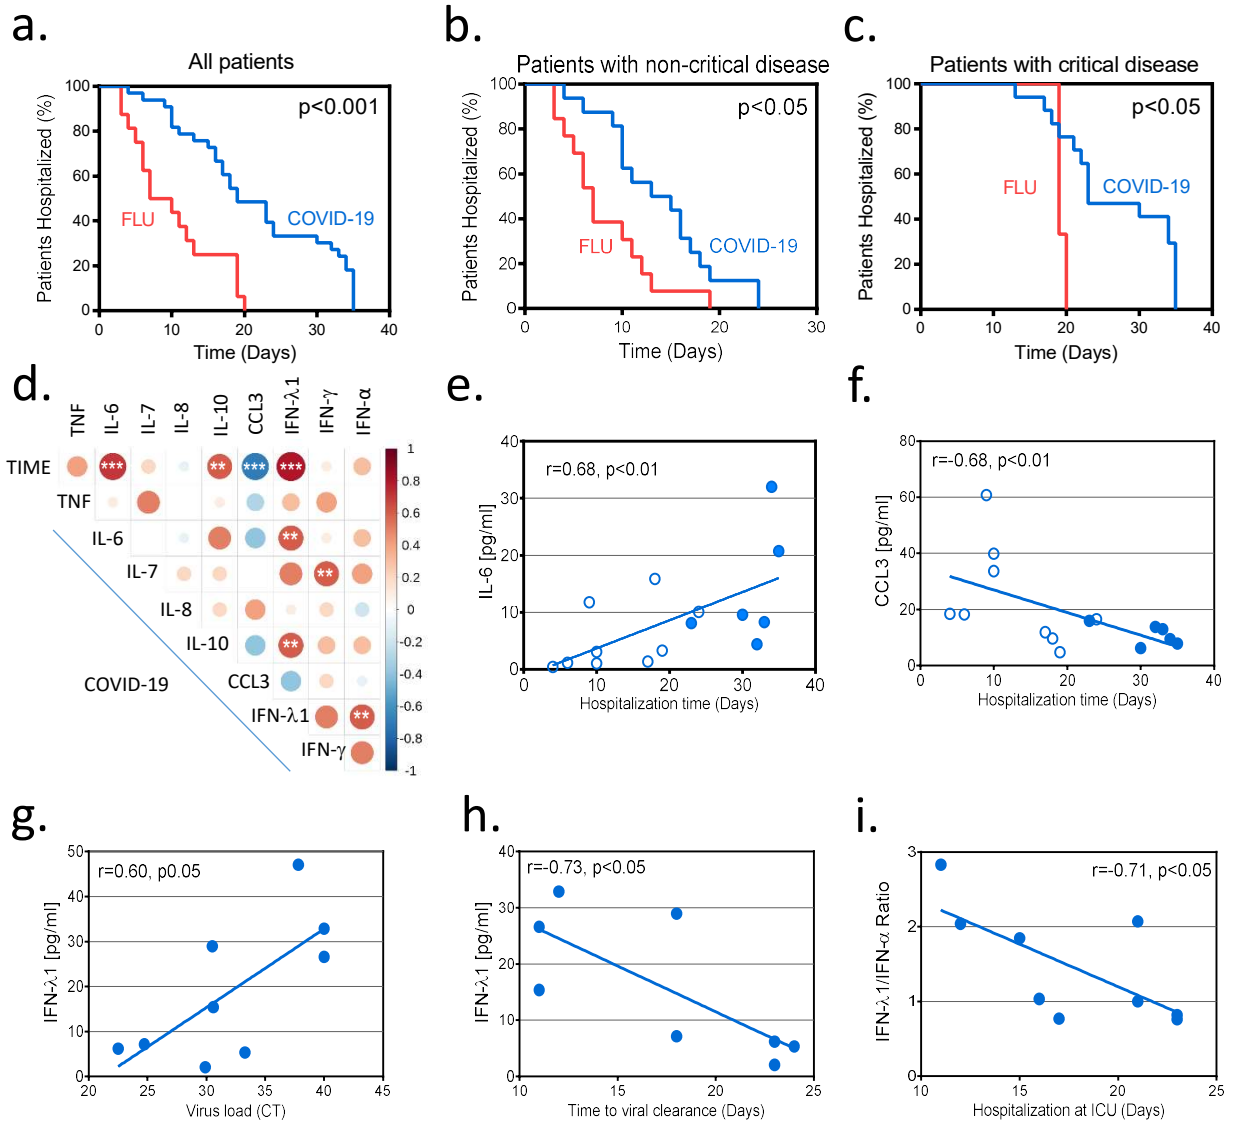 a.
All patients
Patients Hospitalized (%)
100
80
60
40
20
0
p<0.001
FLU
COVID-19
0 10 20 30 40
Time (Days)
b.
Patients with non-critical disease
Patients Hospitalized (%)
100
80
60
40
20
0
p<0.05
FLU
COVID-19
0 10 20 30
Time (Days)
c.
Patients with critical disease
Patients Hospitalized (%)
100
80
60
40
20
0
p<0.05
FLU
COVID-19
0 10 20 30 40
Time (Days)
d.
TNF IL-6 IL-7 IL-8 IL-10 CCL3 IFN-λ1 IFN-γ IFN-α
TIME *** ** *** ***
TNF
IL-6 **
IL-7 **
IL-8
IL-10 **
CCL3
IFN-λ1 **
IFN-γ
COVID-19
1
0.8
0.6
0.4
0.2
0
-0.2
-0.4
-0.6
-0.8
-1
e.
IL-6 [pg/ml]
40
30
20
10
0
r=0.68, p<0.01
0 10 20 30 40
Hospitalization time (Days)
f.
CCL3 [pg/ml]
80
60
40
20
0
r=-0.68, p<0.01
0 10 20 30 40
Hospitalization time (Days)
g.
IFN-λ1 [pg/ml]
50
40
30
20
10
0
r=0.60, p0.05
20 25 30 35 40 45
Virus load (CT)
h.
IFN-λ1 [pg/ml]
40
30
20
10
0
r=-0.73, p<0.05
10 15 20 25
Time to viral clearance (Days)
i.
IFN-λ1/IFN-α Ratio
3
2
1
0
r=-0.71, p<0.05
10 15 20 25
Hospitalization at ICU (Days)